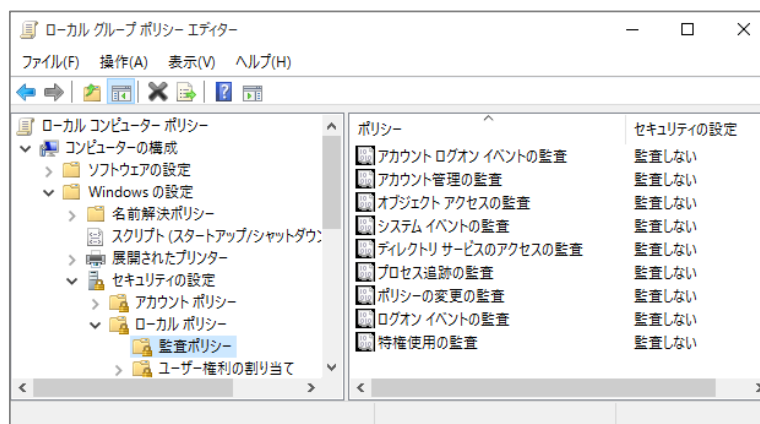 ローカル グループ ポリシー エディター
ファイル(F) 操作(A) 表示(V) ヘルプ(H)
ローカル コンピューター ポリシー
コンピューターの構成
ソフトウェアの設定
Windows の設定
名前解決ポリシー
スクリプト (スタートアップ/シャットダウン
展開されたプリンター
セキュリティの設定
アカウント ポリシー
ローカル ポリシー
監査ポリシー
ユーザー権利の割り当て
ポリシー セキュリティの設定
アカウント ログオン イベントの監査 監査しない
アカウント管理の監査 監査しない
オブジェクト アクセスの監査 監査しない
システム イベントの監査 監査しない
ディレクトリ サービスのアクセスの監査 監査しない
プロセス追跡の監査 監査しない
ポリシーの変更の監査 監査しない
ログオン イベントの監査 監査しない
特権使用の監査 監査しない